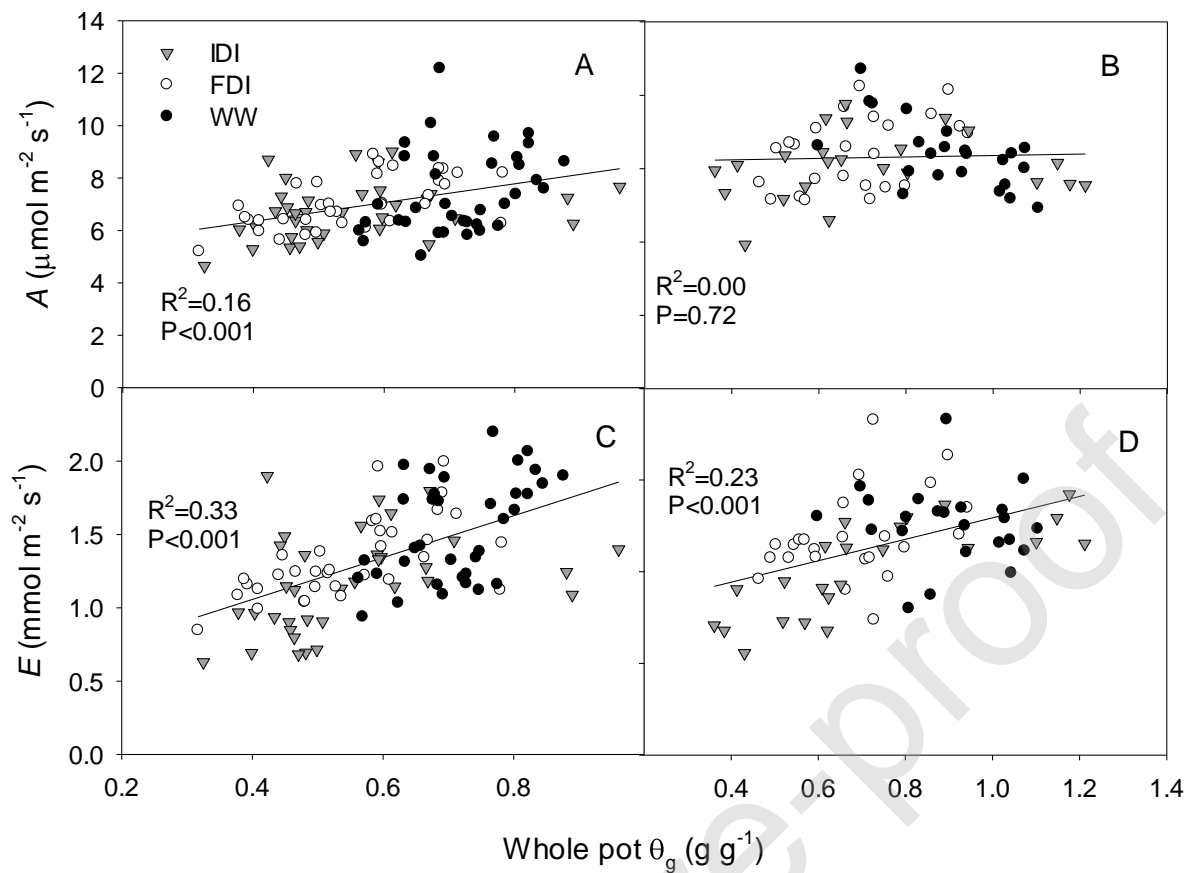 14
12
10
8
6
4
2
0
A (μmol m⁻² s⁻¹)
IDI
FDI
WW
A
R²=0.16
P<0.001
B
R²=0.00
P=0.72
2.0
1.5
1.0
0.5
0.0
E (mmol m⁻² s⁻¹)
C
R²=0.33
P<0.001
D
R²=0.23
P<0.001
0.2 0.4 0.6 0.8
0.4 0.6 0.8 1.0 1.2 1.4
Whole pot θg (g g⁻¹)
re-proof